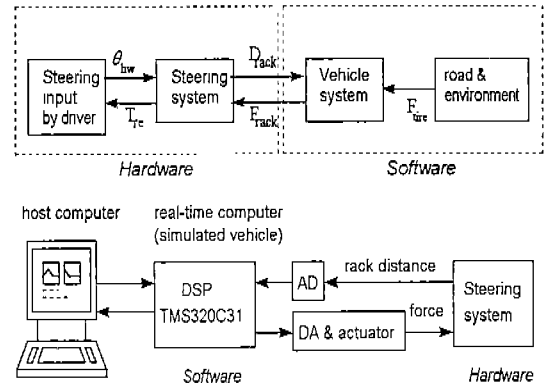 Steering
input
by driver
θhw
Tre
Steering
system
Drack
Frack
Vehicle
system
Ftire
road &
environment
Hardware
Software
host computer
real-time computer
(simulated vehicle)
DSP
TMS320C31
AD
rack distance
DA & actuator
force
Steering
system
Software
Hardware